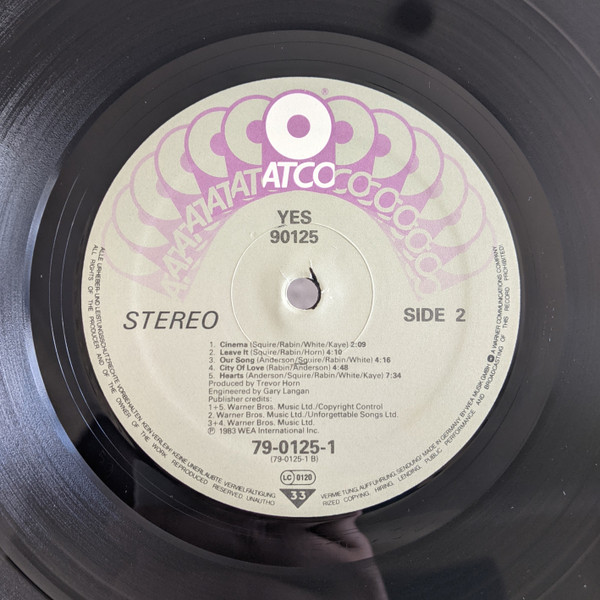 ®
ATCO
YES
90125
STEREO
SIDE 2
1. Cinema (Squire/Rabin/White/Kaye) 2:09
2. Leave It (Squire/Rabin/Horn) 4:10
3. Our Song (Anderson/Squire/Rabin/White) 4:16
4. City Of Love (Rabin/Anderson) 4:48
5. Hearts (Anderson/Squire/Rabin/White/Kaye) 7:34
Produced by Trevor Horn
Engineered by Gary Langan
Publisher credits:
1+5. Warner Bros. Music Ltd./Copyright Control
2. Warner Bros. Music Ltd./Unforgettable Songs Ltd.
3+4. Warner Bros. Music Ltd.
℗ 1983 WEA International Inc.
79-0125-1
(79-0125-1 B)
LC 0120
33
ALLE URHEBER- UND LEISTUNGSSCHUTZRECHTE VORBEHALTEN. KEIN VERLEIH! KEINE UNERLAUBTE VERVIELFÄLTIGUNG
VERMIETUNG, AUFFÜHRUNG, SENDUNG! MADE IN GERMANY BY WEA MUSIK GMBH. A WARNER COMMUNICATIONS COMPANY
ALL RIGHTS OF THE PRODUCER AND OF THE OWNER OF THE WORK REPRODUCED RESERVED UNAUTHO
RIZED COPYING, HIRING, LENDING, PUBLIC PERFORMANCE AND BROADCASTING OF THIS RECORD PROHIBITED!